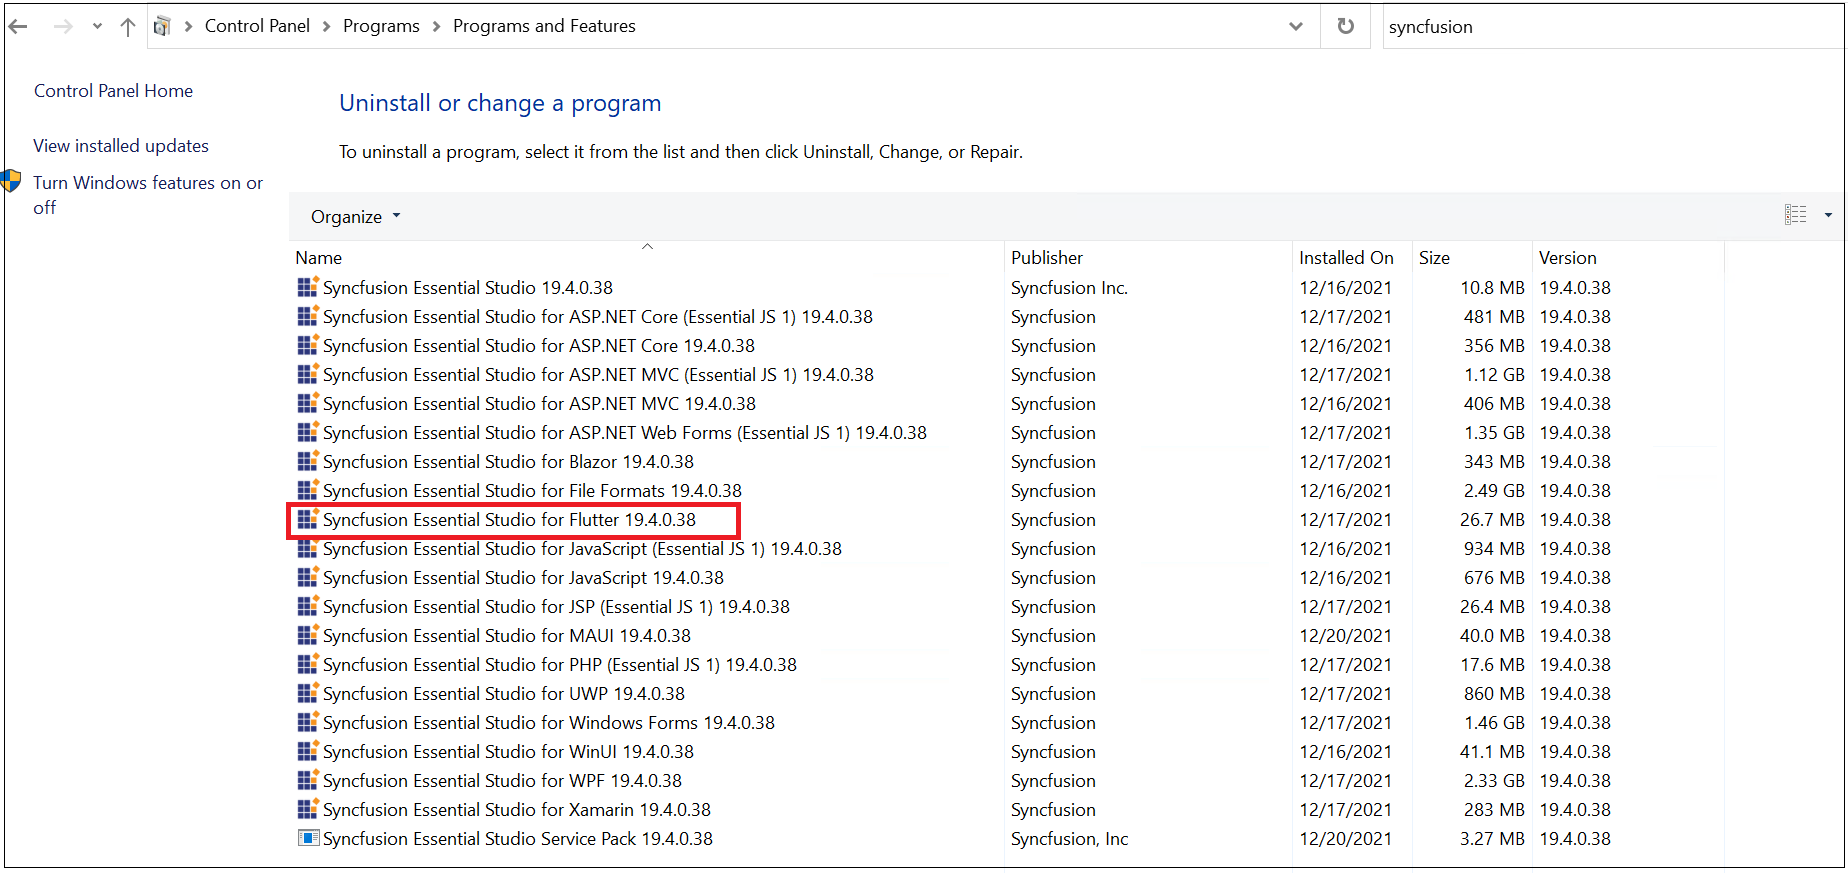 Control Panel > Programs > Programs and Features
syncfusion
Control Panel Home
View installed updates
Turn Windows features on or
off
Uninstall or change a program
To uninstall a program, select it from the list and then click Uninstall, Change, or Repair.
Organize
Name Publisher Installed On Size Version
Syncfusion Essential Studio 19.4.0.38 Syncfusion Inc. 12/16/2021 10.8 MB 19.4.0.38
Syncfusion Essential Studio for ASP.NET Core (Essential JS 1) 19.4.0.38 Syncfusion 12/17/2021 481 MB 19.4.0.38
Syncfusion Essential Studio for ASP.NET Core 19.4.0.38 Syncfusion 12/16/2021 356 MB 19.4.0.38
Syncfusion Essential Studio for ASP.NET MVC (Essential JS 1) 19.4.0.38 Syncfusion 12/17/2021 1.12 GB 19.4.0.38
Syncfusion Essential Studio for ASP.NET MVC 19.4.0.38 Syncfusion 12/16/2021 406 MB 19.4.0.38
Syncfusion Essential Studio for ASP.NET Web Forms (Essential JS 1) 19.4.0.38 Syncfusion 12/17/2021 1.35 GB 19.4.0.38
Syncfusion Essential Studio for Blazor 19.4.0.38 Syncfusion 12/17/2021 343 MB 19.4.0.38
Syncfusion Essential Studio for File Formats 19.4.0.38 Syncfusion 12/16/2021 2.49 GB 19.4.0.38
Syncfusion Essential Studio for Flutter 19.4.0.38 Syncfusion 12/17/2021 26.7 MB 19.4.0.38
Syncfusion Essential Studio for JavaScript (Essential JS 1) 19.4.0.38 Syncfusion 12/16/2021 934 MB 19.4.0.38
Syncfusion Essential Studio for JavaScript 19.4.0.38 Syncfusion 12/16/2021 676 MB 19.4.0.38
Syncfusion Essential Studio for JSP (Essential JS 1) 19.4.0.38 Syncfusion 12/17/2021 26.4 MB 19.4.0.38
Syncfusion Essential Studio for MAUI 19.4.0.38 Syncfusion 12/20/2021 40.0 MB 19.4.0.38
Syncfusion Essential Studio for PHP (Essential JS 1) 19.4.0.38 Syncfusion 12/17/2021 17.6 MB 19.4.0.38
Syncfusion Essential Studio for UWP 19.4.0.38 Syncfusion 12/17/2021 860 MB 19.4.0.38
Syncfusion Essential Studio for Windows Forms 19.4.0.38 Syncfusion 12/17/2021 1.46 GB 19.4.0.38
Syncfusion Essential Studio for WinUI 19.4.0.38 Syncfusion 12/16/2021 41.1 MB 19.4.0.38
Syncfusion Essential Studio for WPF 19.4.0.38 Syncfusion 12/17/2021 2.33 GB 19.4.0.38
Syncfusion Essential Studio for Xamarin 19.4.0.38 Syncfusion 12/17/2021 283 MB 19.4.0.38
Syncfusion Essential Studio Service Pack 19.4.0.38 Syncfusion, Inc 12/20/2021 3.27 MB 19.4.0.38